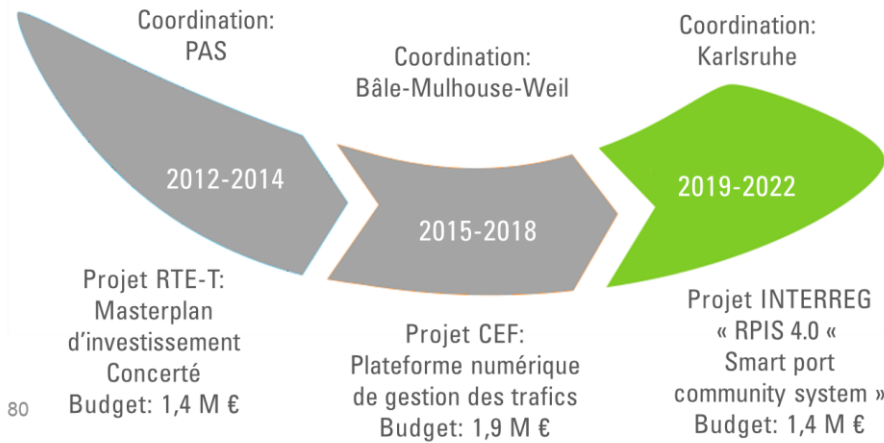 Coordination:
PAS
2012-2014
Projet RTE-T:
Masterplan
d'investissement
Concerté
Budget: 1,4 M €
Coordination:
Bâle-Mulhouse-Weil
2015-2018
Projet CEF:
Plateforme numérique
de gestion des trafics
Budget: 1,9 M €
Coordination:
Karlsruhe
2019-2022
Projet INTERREG
« RPIS 4.0 «
Smart port
community system »
Budget: 1,4 M €
80